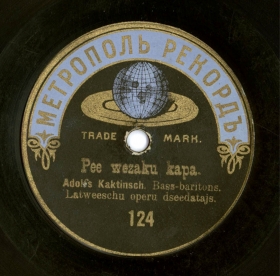 МЕТРОПОЛЬ РЕКОРДЪ
TRADE MARK.
Pee wezaku kapa.
Adolfs Kaktinsch. Bass-baritons.
Latweeschu operu dseedatajs.
124